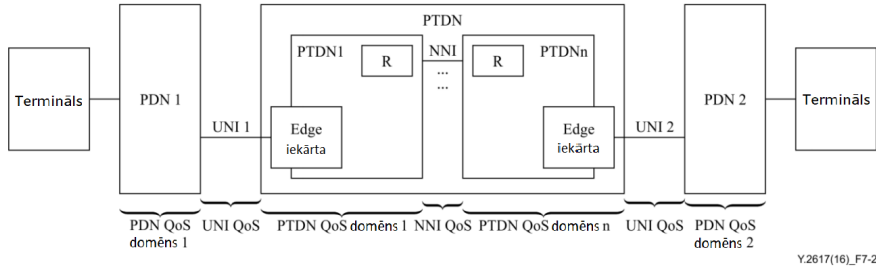 PTDN
PTDN1
R
NNI
...
...
R
PTDNn
Termināls
PDN 1
UNI 1
Edge
iekārta
Edge
iekārta
UNI 2
PDN 2
Termināls
PDN QoS
domēns 1
UNI QoS
PTDN QoS domēns 1
NNI QoS
PTDN QoS domēns n
UNI QoS
PDN QoS
domēns 2
Y.2617(16)_F7-2